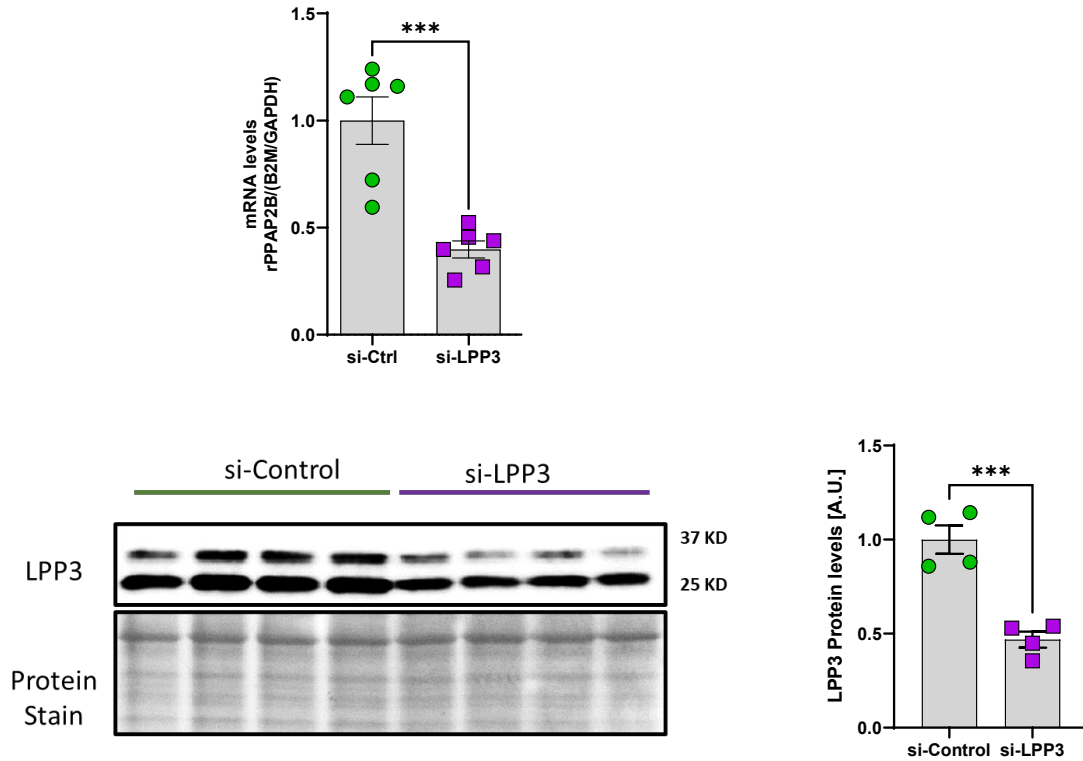 1.5
***
1.0
0.5
0.0
mRNA levels
rPPAP2B/(B2M/GAPDH)
si-Ctrl si-LPP3
si-Control si-LPP3
LPP3
37 KD
25 KD
Protein
Stain
1.5
***
1.0
0.5
0.0
LPP3 Protein levels [A.U.]
si-Control si-LPP3